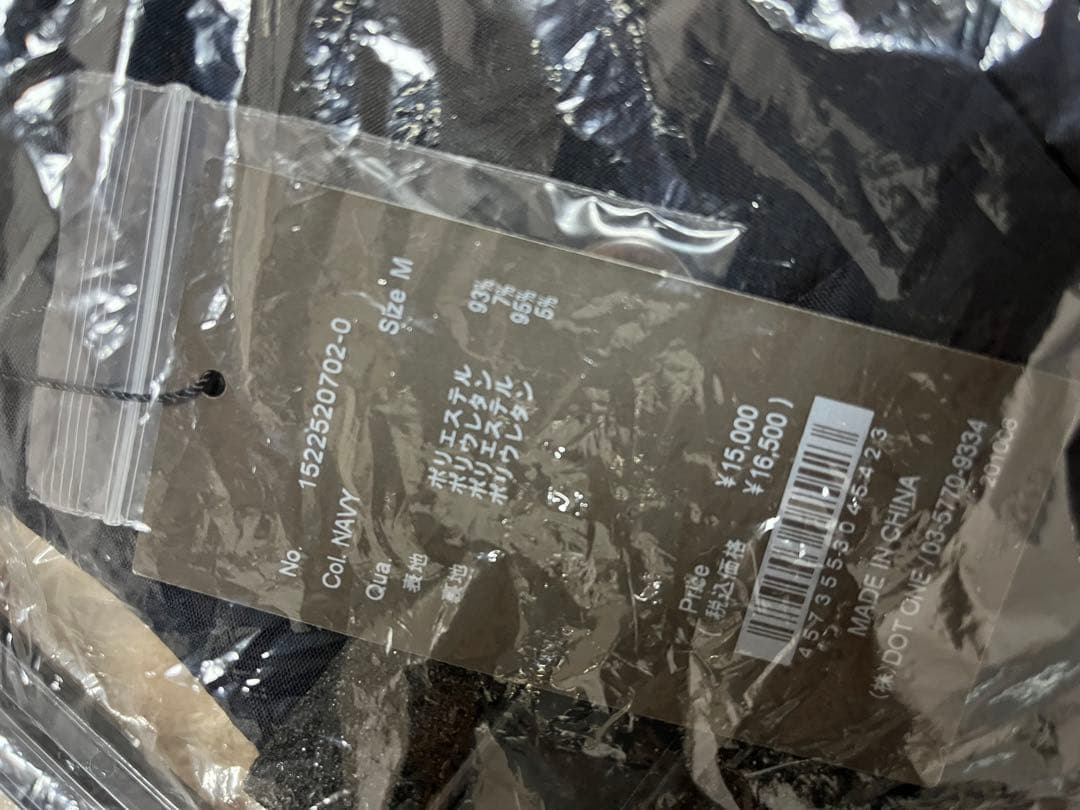 No. 1522520702-0
Col. NAVY Size M
Qua.
表地 ポリエステル 93%
ポリウレタン 7%
裏地 ポリエステル 95%
ポリウレタン 5%
Price ¥15,000
( 税込価格 ¥16,500 )
MADE IN CHINA
(株)DOT ONE / 03-5770-9334